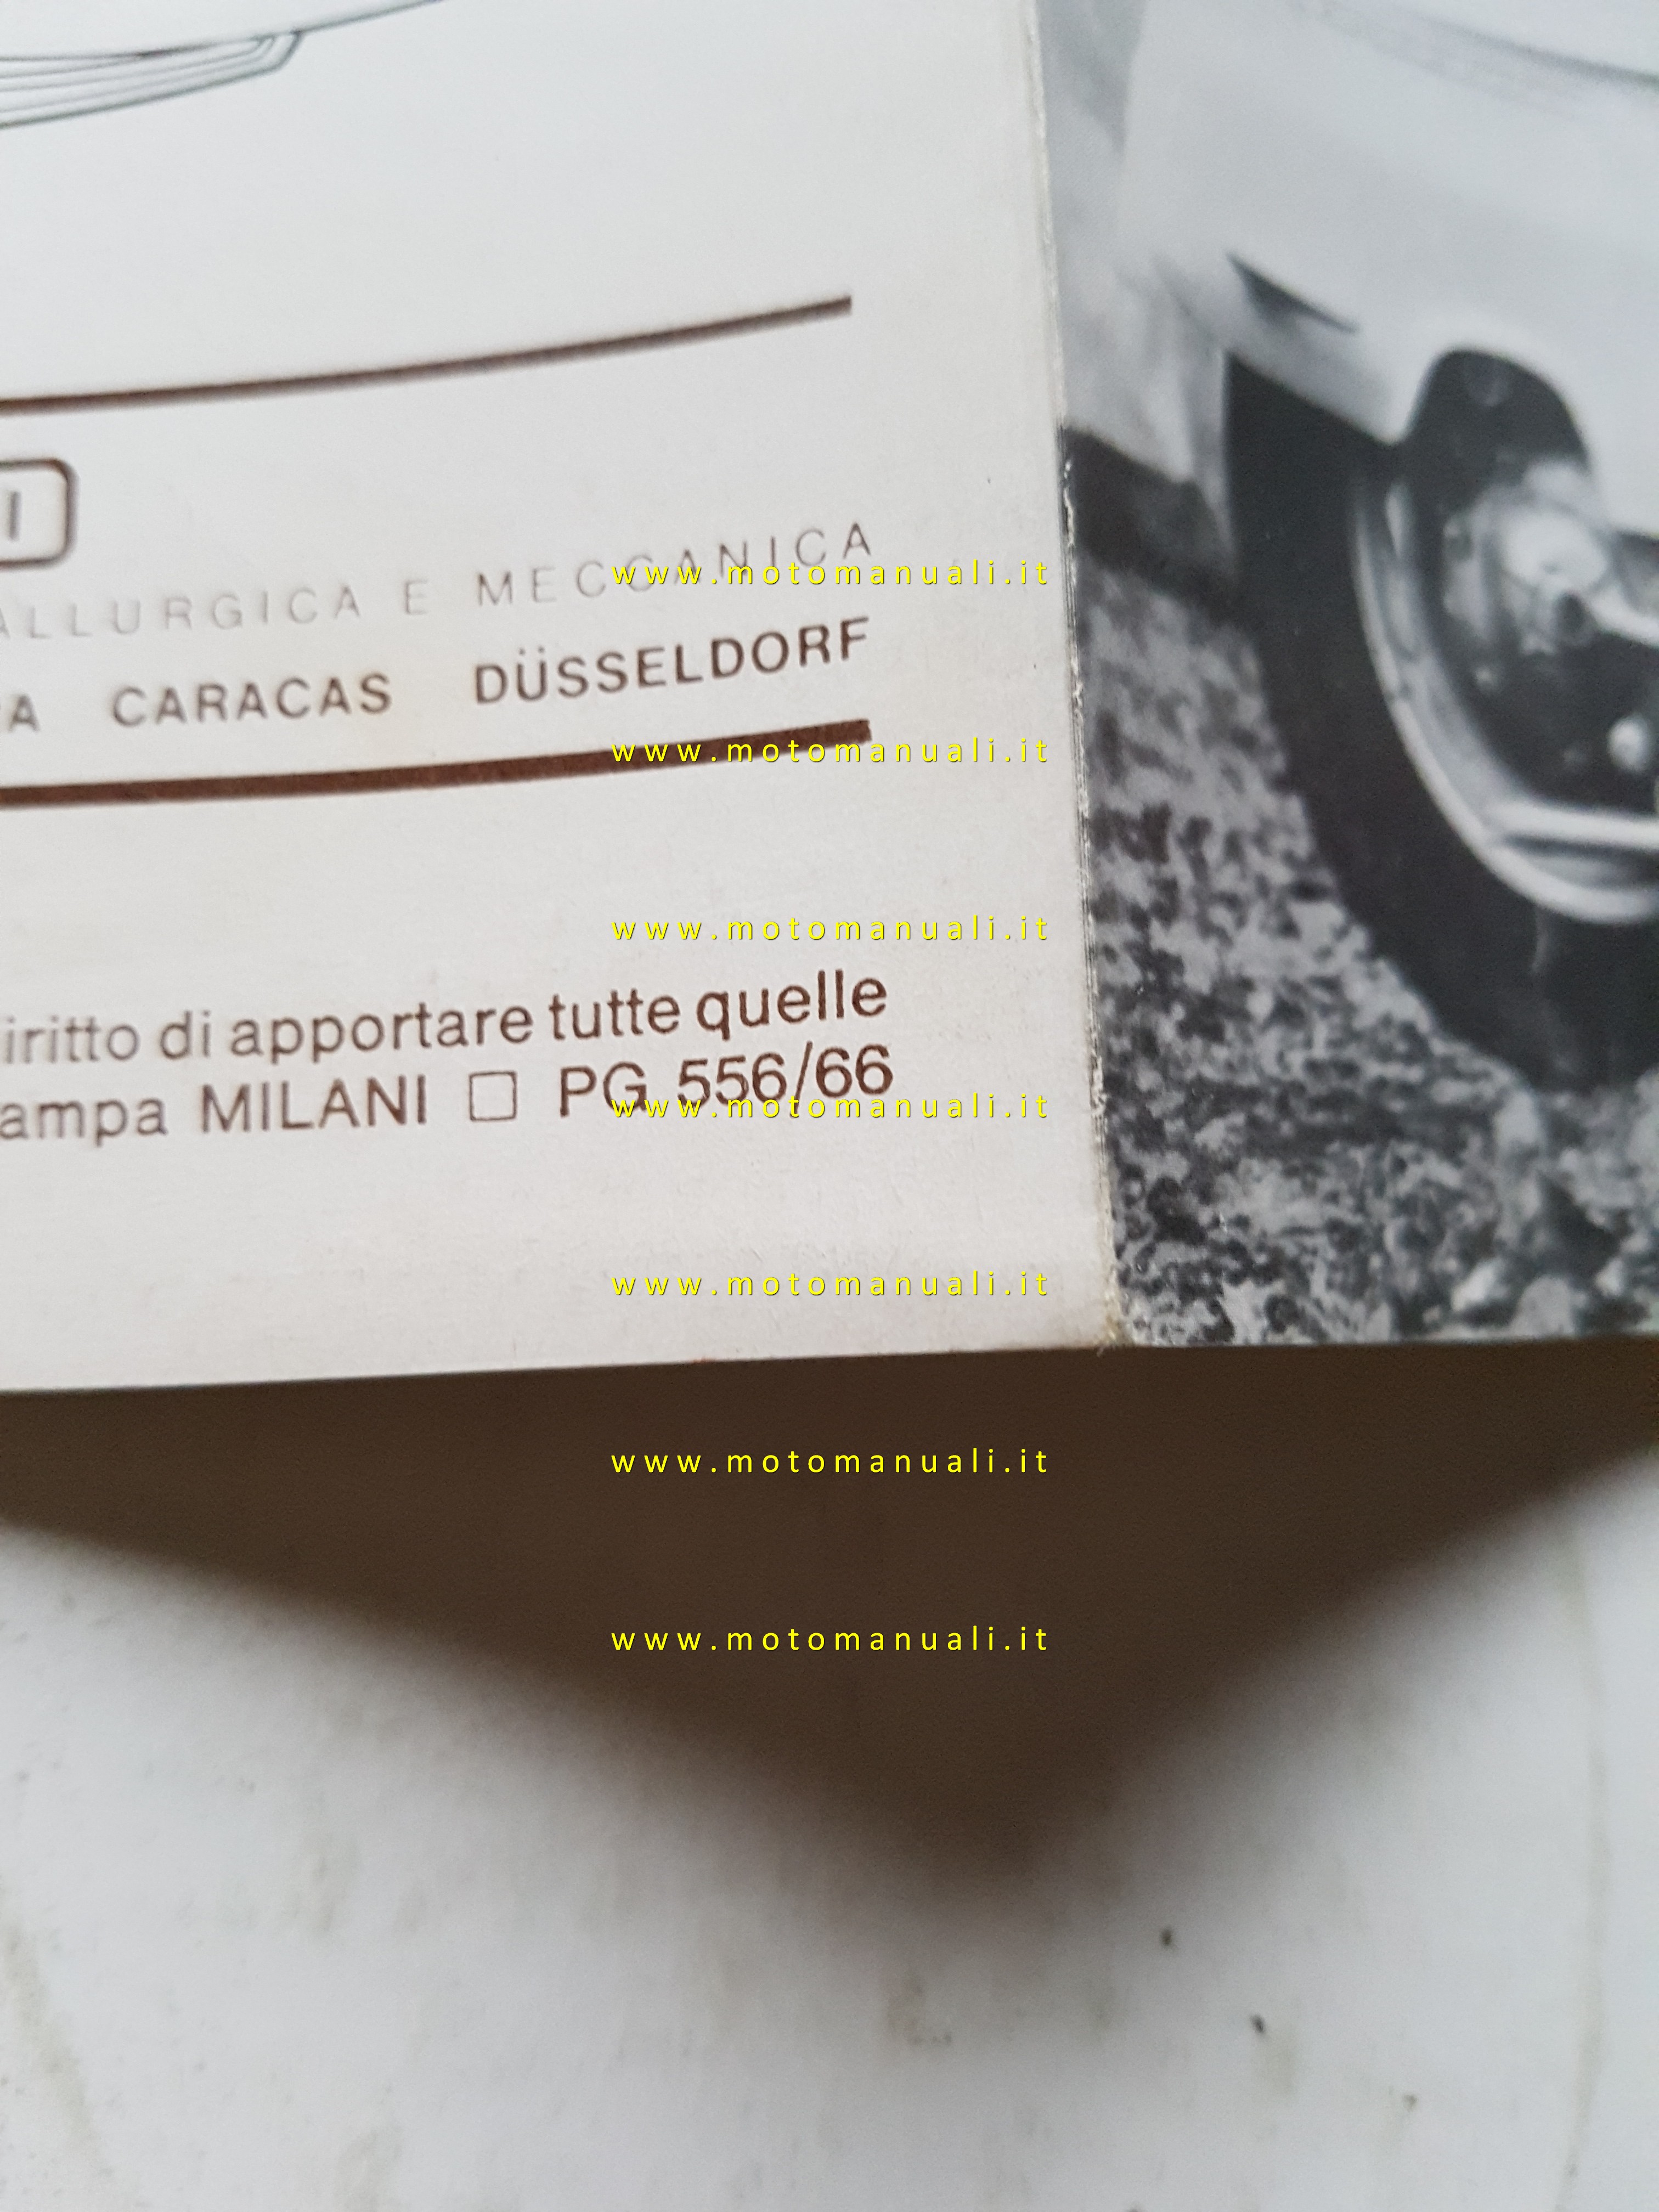 I
ALLURGICA E MECCANICA
www.motomanuali.it
CARACAS DÜSSELDORF
www.motomanuali.it
www.motomanuali.it
iritto di apportare tutte quelle
ampa MILANI □ PG 556/66
www.motomanuali.it
www.motomanuali.it
www.motomanuali.it
www.motomanuali.it